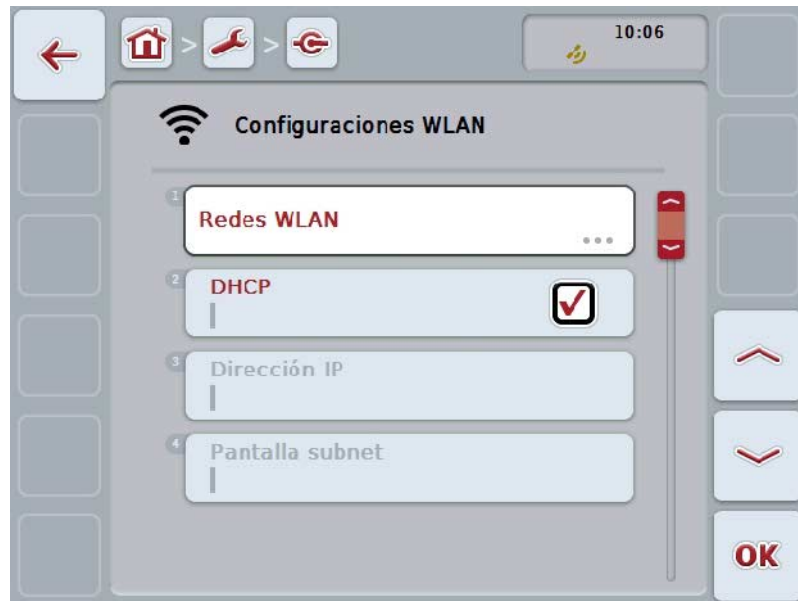 10:06
Configuraciones WLAN
1
Redes WLAN
...
2
DHCP
3
Dirección IP
4
Pantalla subnet
OK